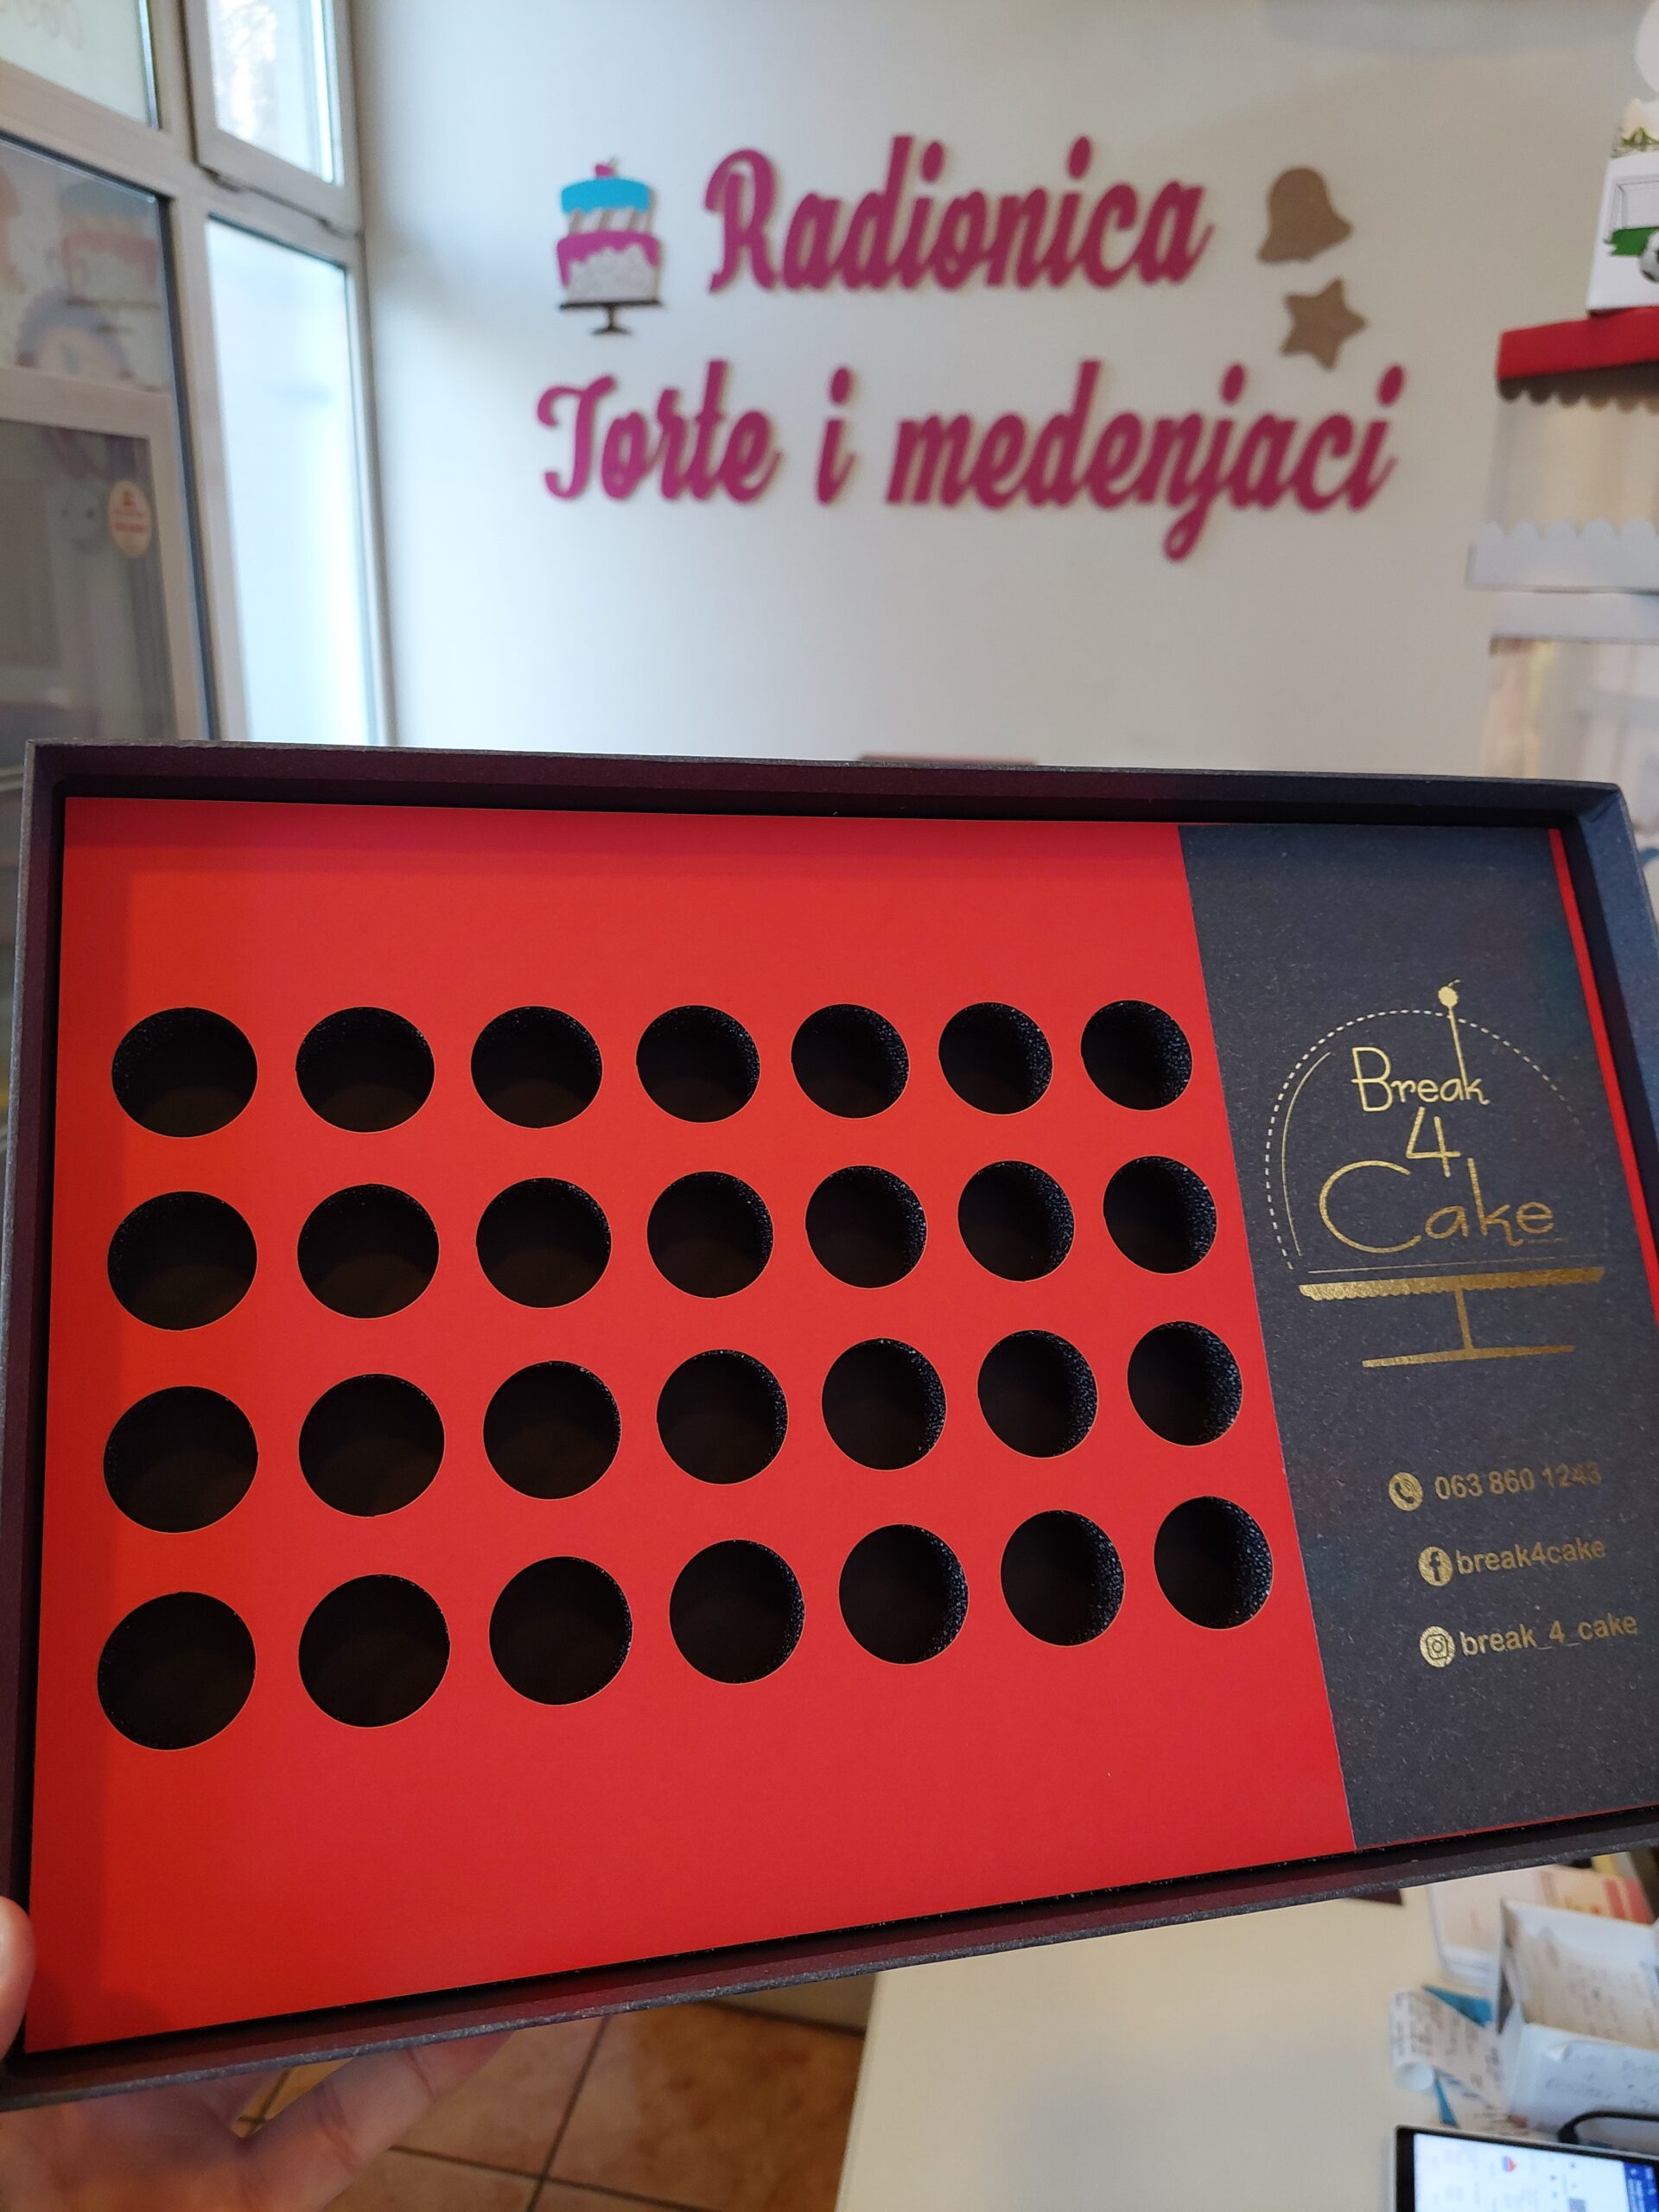 Radionica
Torte i medenjaci
Break
4
Cake
063 860 1243
break4cake
break_4_cake